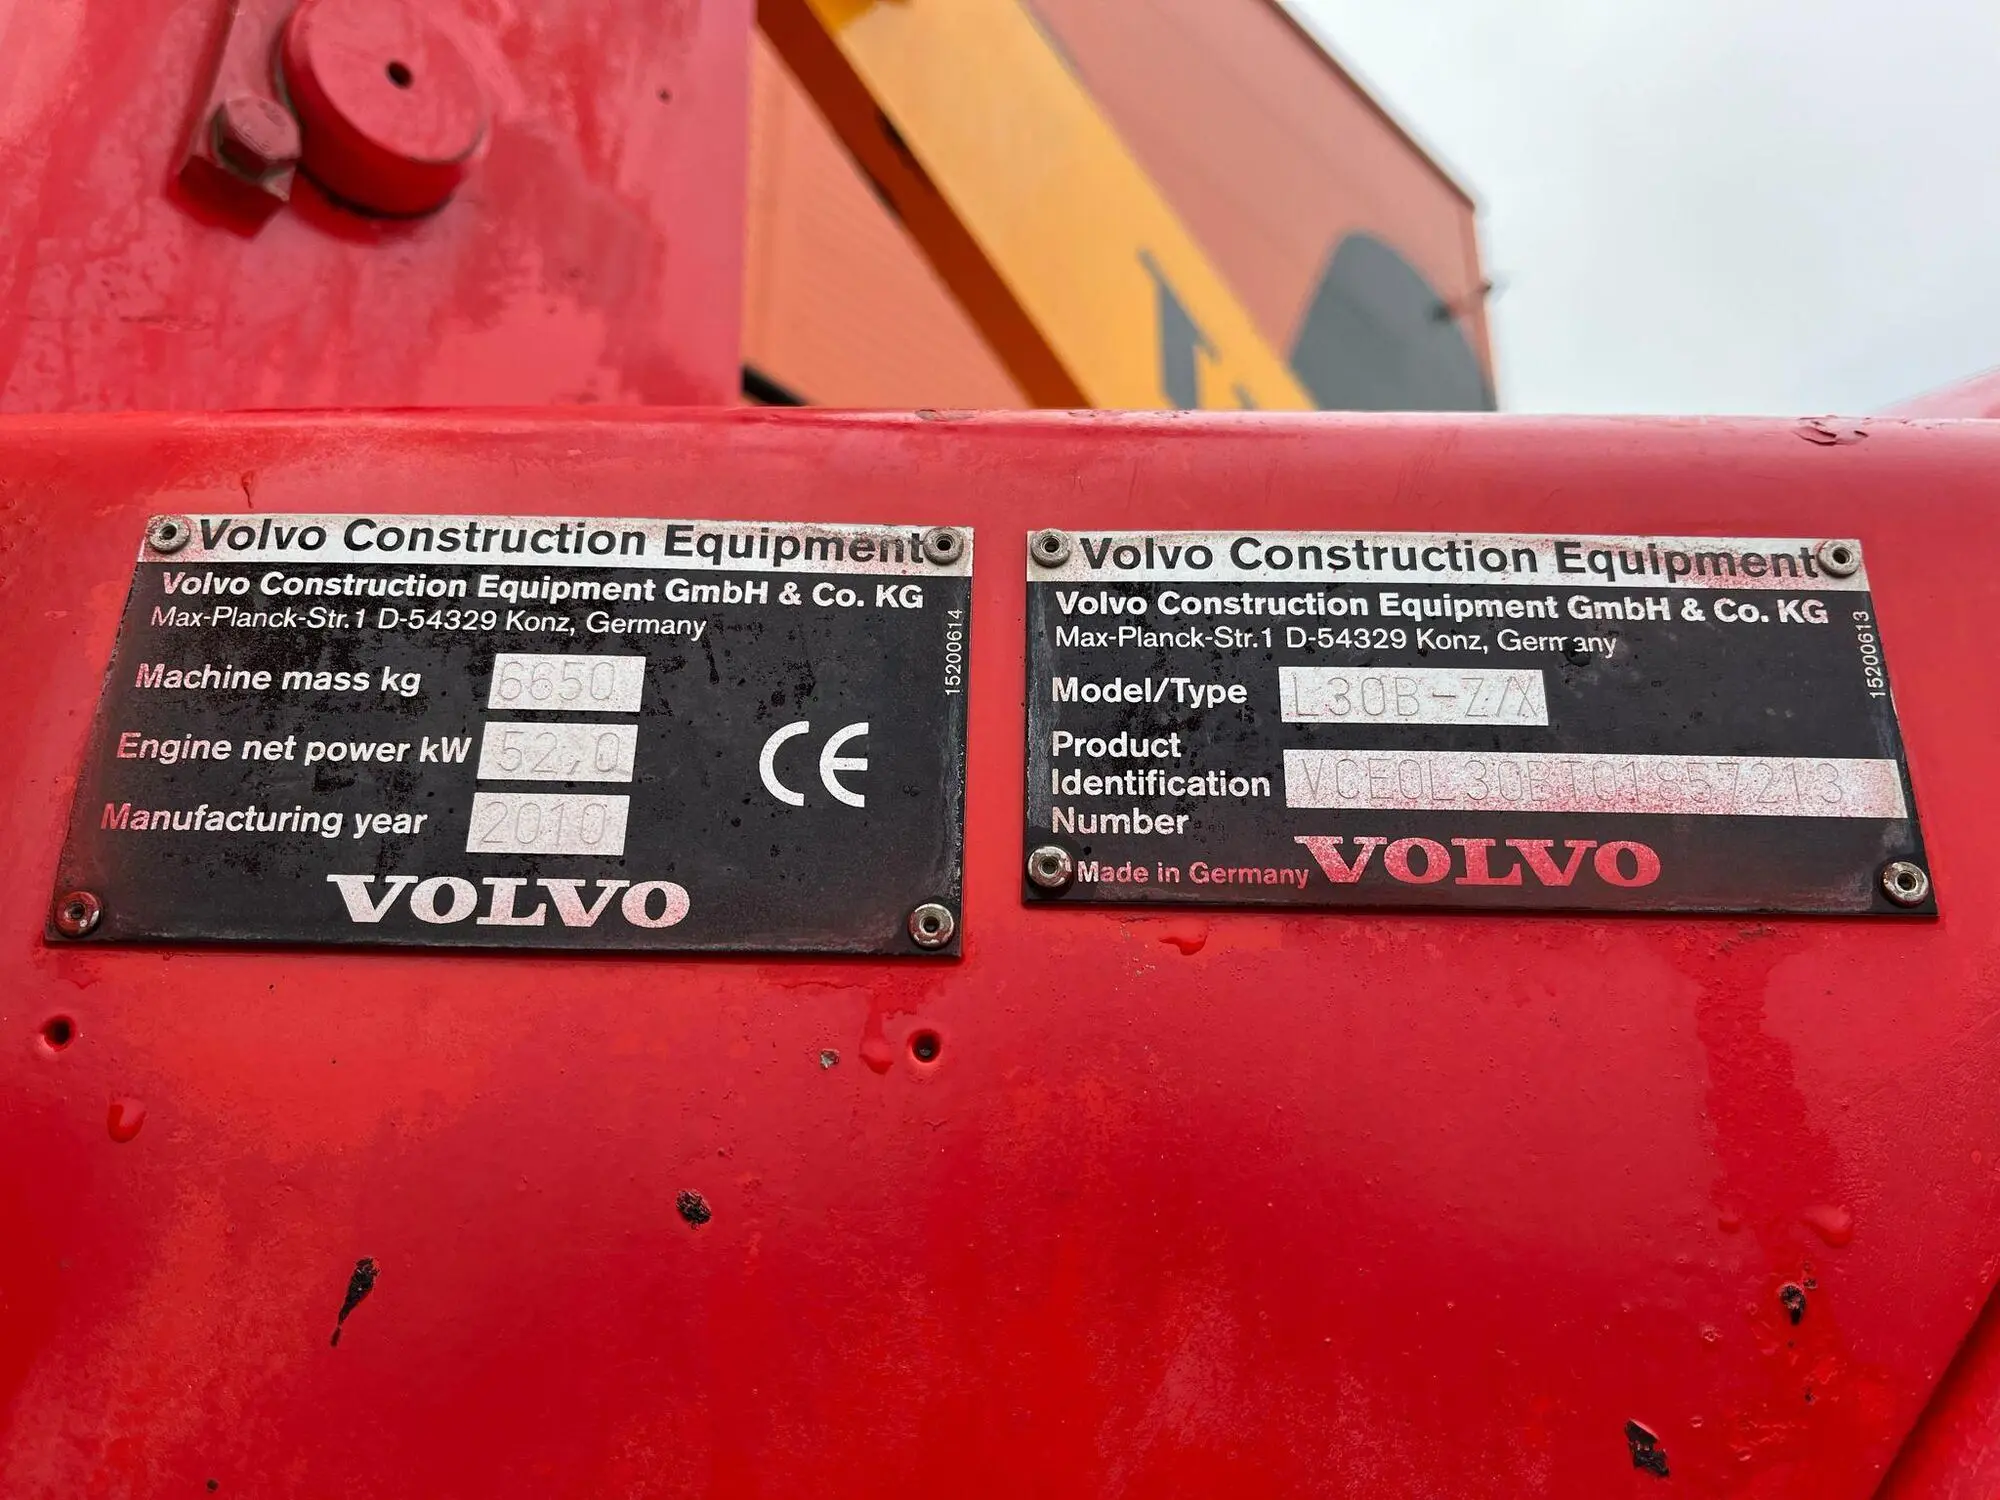 Volvo Construction Equipment
Volvo Construction Equipment GmbH & Co. KG
Max-Planck-Str.1 D-54329 Konz, Germany
15200614
Machine mass kg 6650
Engine net power kW 52,0
CE
Manufacturing year 2010
VOLVO
Volvo Construction Equipment
Volvo Construction Equipment GmbH & Co. KG
Max-Planck-Str.1 D-54329 Konz, Germany
15200613
Model/Type L30B-Z/X
Product
Identification VCE0L30BT01857213
Number
Made in Germany VOLVO